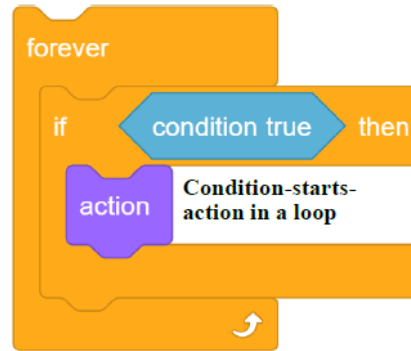 forever
if condition true then
action
Condition-starts-
action in a loop